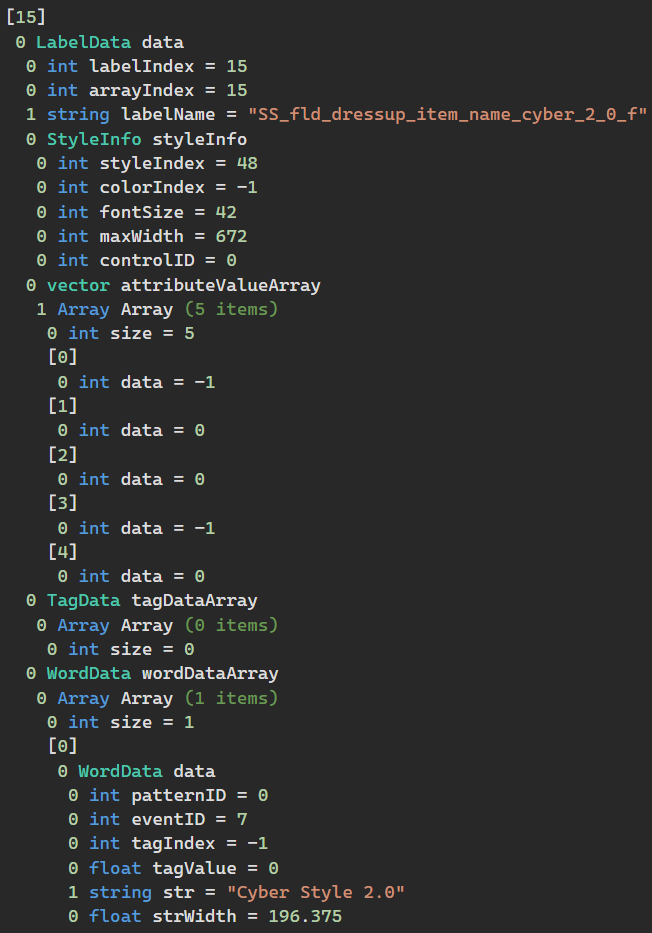 [15]
0 LabelData data
0 int labelIndex = 15
0 int arrayIndex = 15
1 string labelName = "SS_fld_dressup_item_name_cyber_2_0_f"
0 StyleInfo styleInfo
0 int styleIndex = 48
0 int colorIndex = -1
0 int fontSize = 42
0 int maxWidth = 672
0 int controlID = 0
0 vector attributeValueArray
1 Array Array (5 items)
0 int size = 5
[0]
0 int data = -1
[1]
0 int data = 0
[2]
0 int data = 0
[3]
0 int data = -1
[4]
0 int data = 0
0 TagData tagDataArray
0 Array Array (0 items)
0 int size = 0
0 WordData wordDataArray
0 Array Array (1 items)
0 int size = 1
[0]
0 WordData data
0 int patternID = 0
0 int eventID = 7
0 int tagIndex = -1
0 float tagValue = 0
1 string str = "Cyber Style 2.0"
0 float strWidth = 196.375